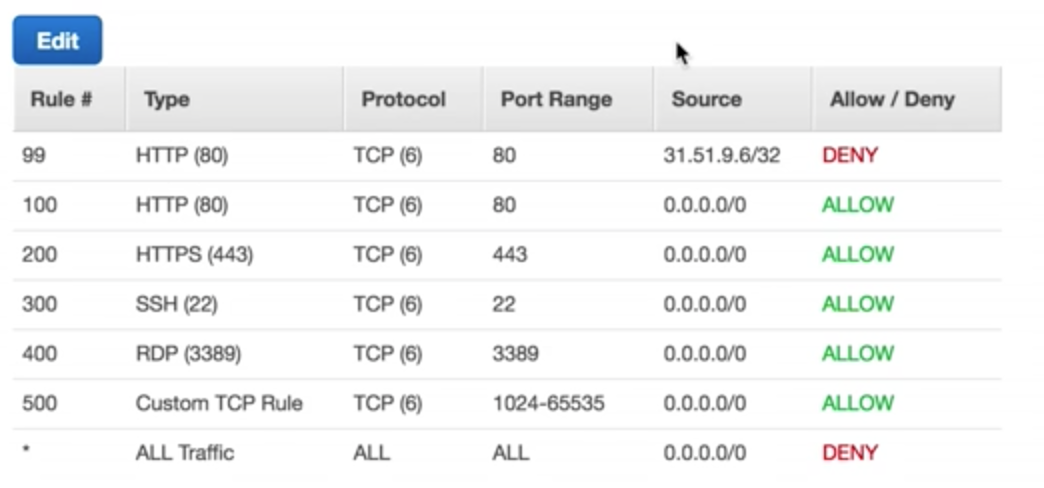 Edit
Rule # Type Protocol Port Range Source Allow / Deny
99 HTTP (80) TCP (6) 80 31.51.9.6/32 DENY
100 HTTP (80) TCP (6) 80 0.0.0.0/0 ALLOW
200 HTTPS (443) TCP (6) 443 0.0.0.0/0 ALLOW
300 SSH (22) TCP (6) 22 0.0.0.0/0 ALLOW
400 RDP (3389) TCP (6) 3389 0.0.0.0/0 ALLOW
500 Custom TCP Rule TCP (6) 1024-65535 0.0.0.0/0 ALLOW
* ALL Traffic ALL ALL 0.0.0.0/0 DENY